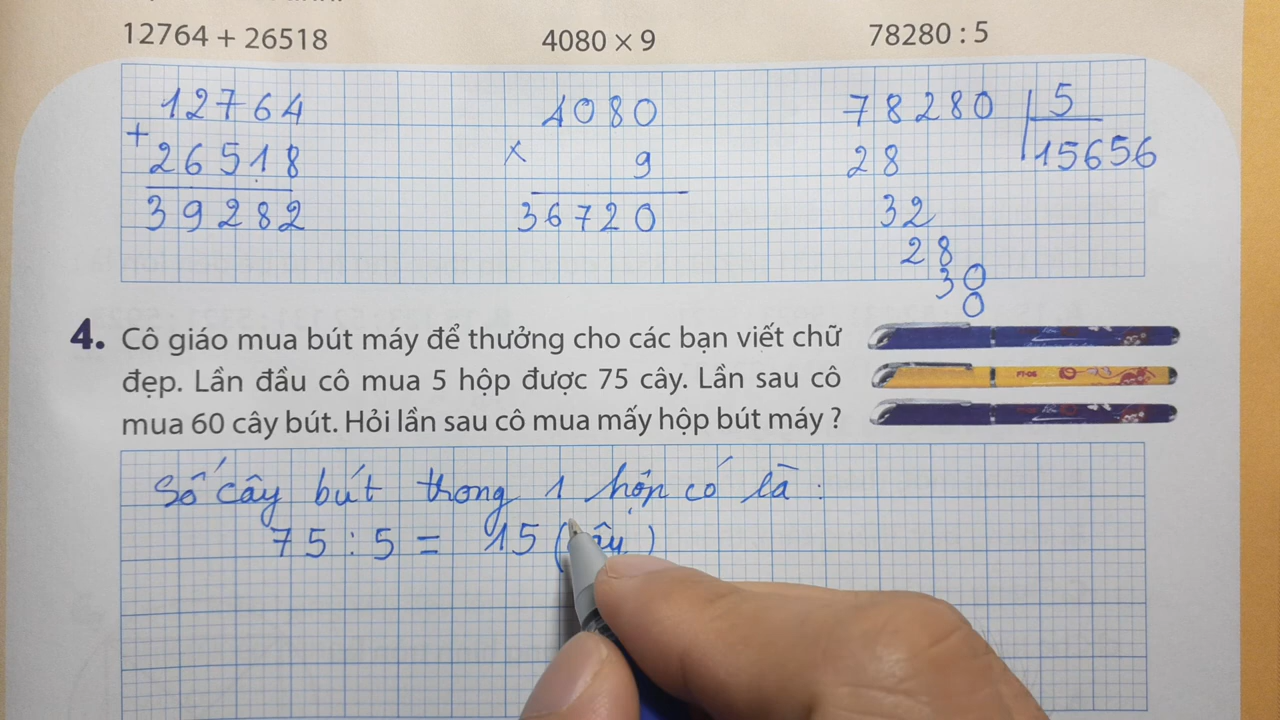 12764 + 26518 4080 × 9 78280 : 5
12764 4080 78280 5
+ 26518 × 9 28 15656
39282 36720 32
28
30
0
4. Cô giáo mua bút máy để thưởng cho các bạn viết chữ
đẹp. Lần đầu cô mua 5 hộp được 75 cây. Lần sau cô
mua 60 cây bút. Hỏi lần sau cô mua mấy hộp bút máy ?
Số cây bút trong 1 hộp có là :
75 : 5 = 15 (cây)